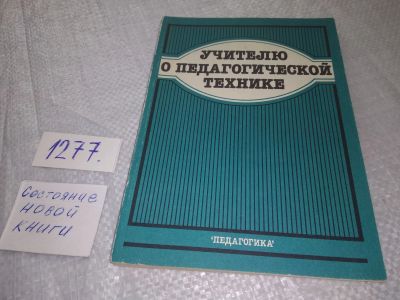 УЧИТЕЛЮ
О ПЕДАГОГИЧЕСКОЙ
ТЕХНИКЕ
"ПЕДАГОГИКА"
1277.
Состояние
новой
книги